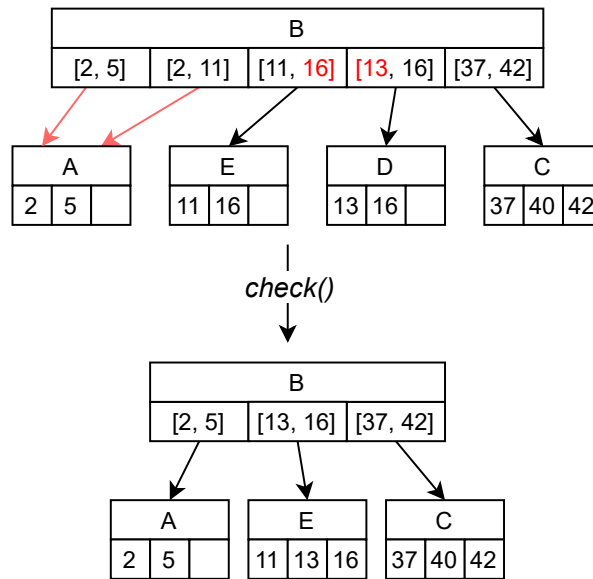 B
[2, 5] [2, 11] [11, 16] [13, 16] [37, 42]
A E D C
2 5 11 16 13 16 37 40 42
check()
B
[2, 5] [13, 16] [37, 42]
A E C
2 5 11 13 16 37 40 42